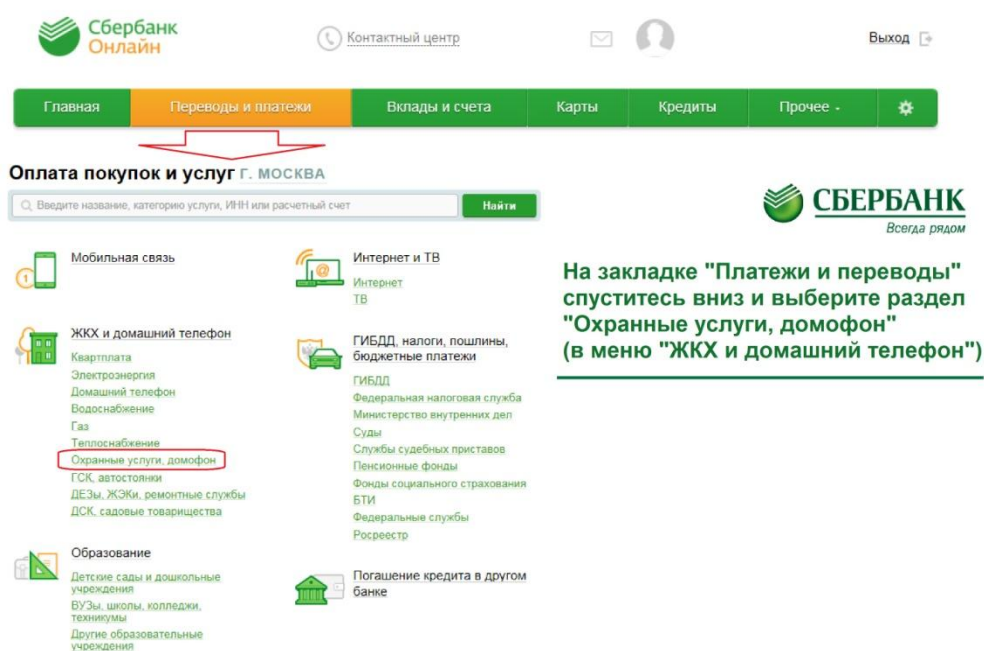 Сбербанк
Онлайн
Контактный центр
Выход
Главная
Переводы и платежи
Вклады и счета
Карты
Кредиты
Прочее
Оплата покупок и услуг Г. МОСКВА
Введите название, категорию услуги, ИНН или расчетный счет
Найти
СБЕРБАНК
Всегда рядом
На закладке "Платежи и переводы"
спуститесь вниз и выберите раздел
"Охранные услуги, домофон"
(в меню "ЖКХ и домашний телефон")
Мобильная связь
1
Интернет и ТВ
@
Интернет
ТВ
ЖКХ и домашний телефон
Квартплата
Электроэнергия
Домашний телефон
Водоснабжение
Газ
Теплоснабжение
Охранные услуги, домофон
ГСК, автостоянки
ДЕЗы, ЖЭКи, ремонтные службы
ДСК, садовые товарищества
ГИБДД, налоги, пошлины,
бюджетные платежи
ГИБДД
Федеральная налоговая служба
Министерство внутренних дел
Суды
Службы судебных приставов
Пенсионные фонды
Фонды социального страхования
БТИ
Федеральные службы
Росреестр
Образование
Детские сады и дошкольные
учреждения
ВУЗы, школы, колледжи,
техникумы
Другие образовательные
учреждения
Погашение кредита в другом
банке